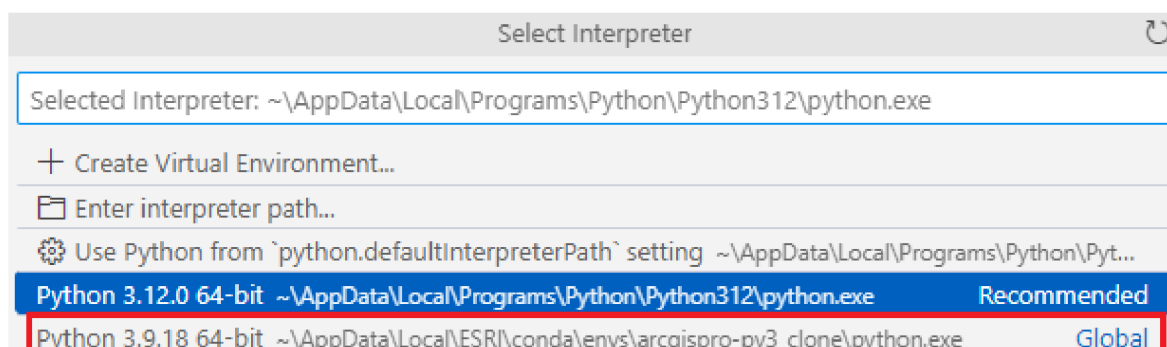 Select Interpreter
Selected Interpreter: ~\AppData\Local\Programs\Python\Python312\python.exe
+ Create Virtual Environment...
Enter interpreter path...
Use Python from `python.defaultInterpreterPath` setting ~\AppData\Local\Programs\Python\Pyt...
Python 3.12.0 64-bit ~\AppData\Local\Programs\Python\Python312\python.exe Recommended
Python 3.9.18 64-bit ~\AppData\Local\ESRI\conda\envs\arcgispro-py3_clone\python.exe Global